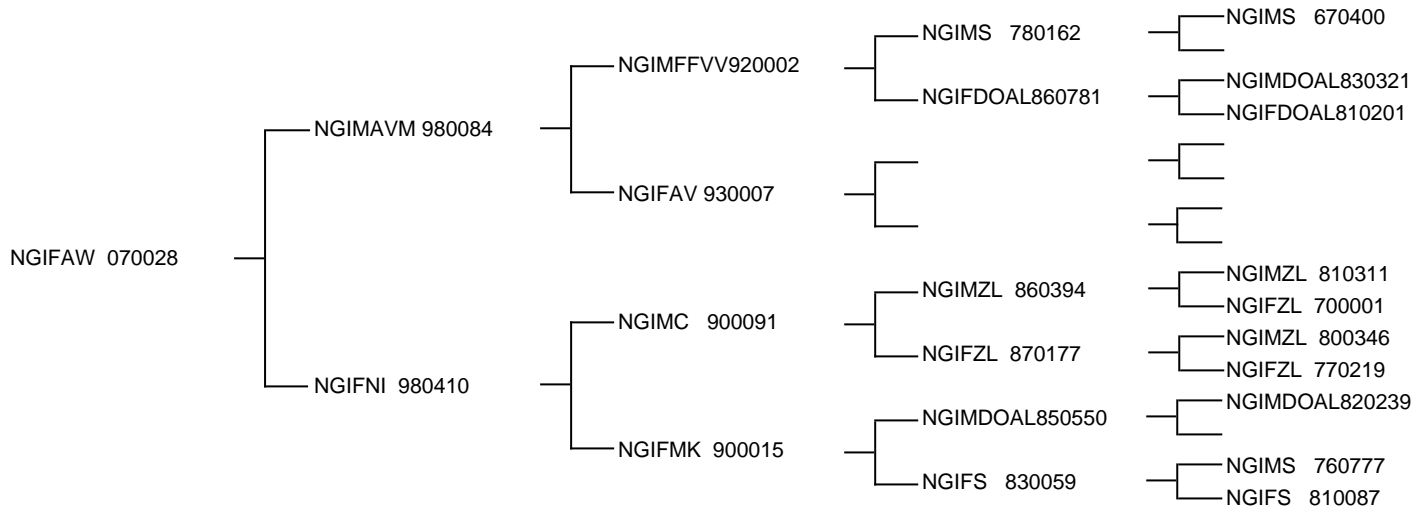 NGIFAW 070028
NGIMAVM 980084
NGIFNI 980410
NGIMFFVV920002
NGIFAV 930007
NGIMC 900091
NGIFMK 900015
NGIMS 780162
NGIFDOAL860781
NGIMZL 860394
NGIFZL 870177
NGIMDOAL850550
NGIFS 830059
NGIMS 670400
NGIMDOAL830321
NGIFDOAL810201
NGIMZL 810311
NGIFZL 700001
NGIMZL 800346
NGIFZL 770219
NGIMDOAL820239
NGIMS 760777
NGIFS 810087